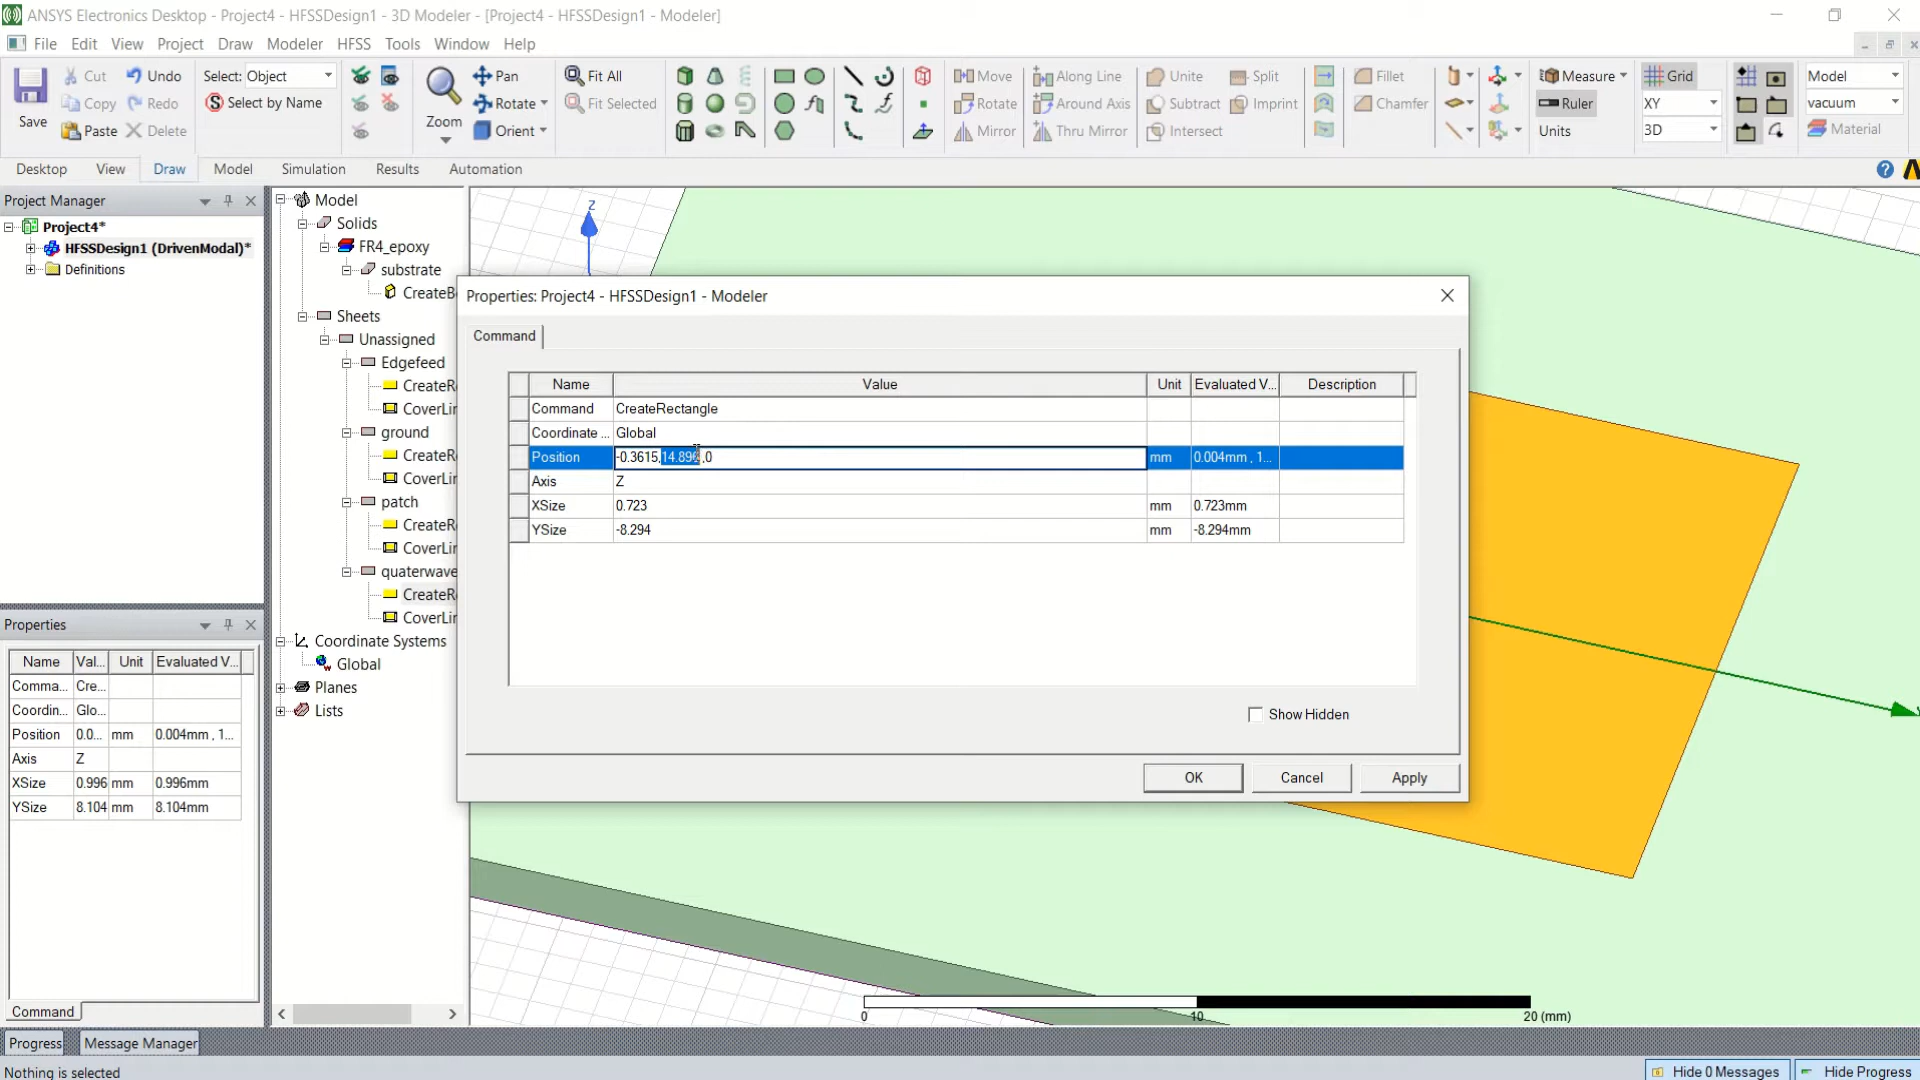 ANSYS Electronics Desktop - Project4 - HFSSDesign1 - 3D Modeler - [Project4 - HFSSDesign1 - Modeler]
File Edit View Project Draw Modeler HFSS Tools Window Help
Save
Cut
Copy
Paste
Undo
Redo
Delete
Select: Object
Select by Name
Zoom
Pan
Rotate
Orient
Fit All
Fit Selected
Move
Rotate
Mirror
Along Line
Around Axis
Thru Mirror
Unite
Subtract
Intersect
Split
Imprint
Fillet
Chamfer
Measure
Ruler
Units
Grid
XY
3D
Model
vacuum
Material
Desktop View Draw Model Simulation Results Automation
Project Manager
Project4*
HFSSDesign1 (DrivenModal)*
Definitions
Model
Solids
FR4_epoxy
substrate
CreateB
Sheets
Unassigned
Edgefeed
CreateR
CoverLi
ground
CreateR
CoverLi
patch
CreateR
CoverLi
quaterwave
CreateR
CoverLi
Coordinate Systems
Global
Planes
Lists
Z
Properties: Project4 - HFSSDesign1 - Modeler
Command
Name Value Unit Evaluated V... Description
Command CreateRectangle
Coordinate ... Global
Position -0.3615,14.896 ,0 mm 0.004mm , 1...
Axis Z
XSize 0.723 mm 0.723mm
YSize -8.294 mm -8.294mm
Show Hidden
OK Cancel Apply
Properties
Name Val... Unit Evaluated V...
Comma... Cre...
Coordin... Glo...
Position 0.0... mm 0.004mm , 1...
Axis Z
XSize 0.996 mm 0.996mm
YSize 8.104 mm 8.104mm
Command
0 10 20 (mm)
Progress Message Manager
Nothing is selected
Hide 0 Messages Hide Progress